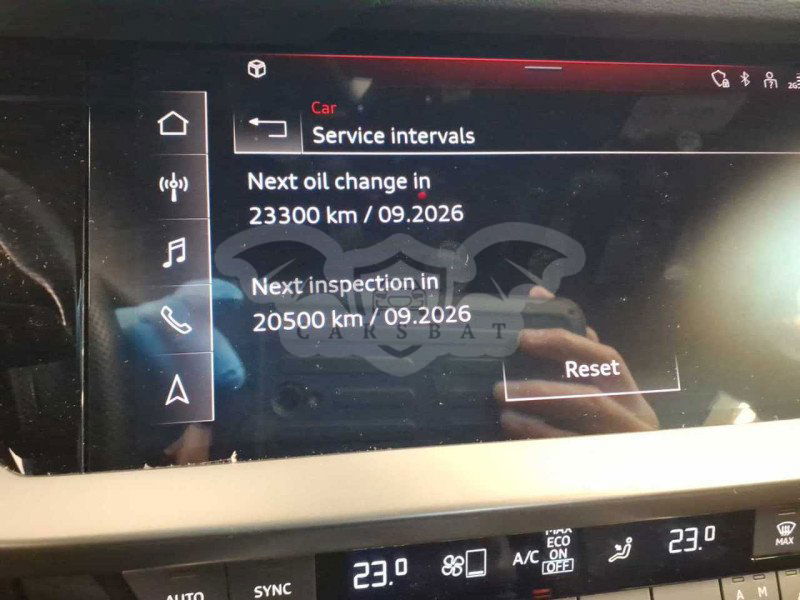 2G
Car
Service intervals
Next oil change in
23300 km / 09.2026
Next inspection in
20500 km / 09.2026
CARSBAT
Reset
MAX
ECO
A/C ON
OFF
23.0
23.0
MAX
AUTO
SYNC
A M